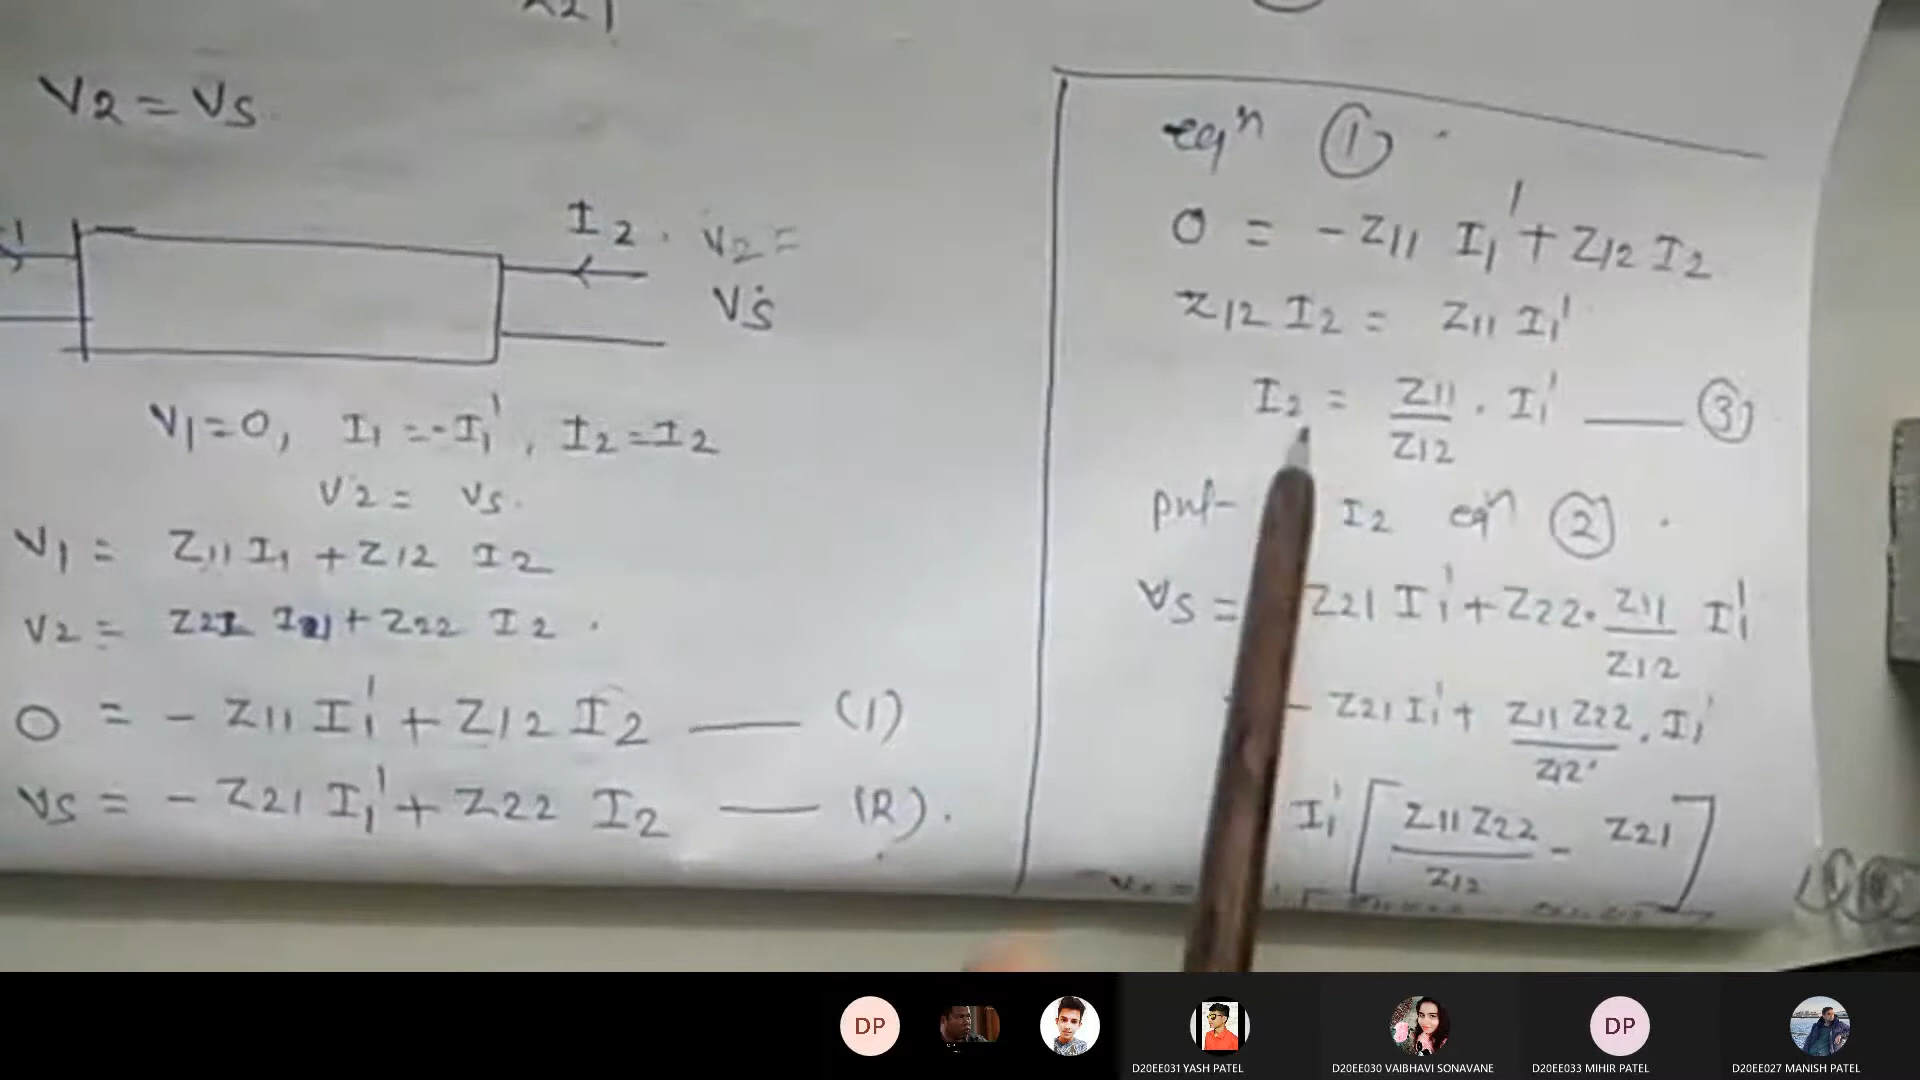 Z21
V2 = Vs.
I2. V2 =
Vs
V1=0, I1 = -I1', I2=I2
V2 = Vs.
V1 = Z11 I1 + Z12 I2
V2 = Z21 I1 + Z22 I2 .
0 = - Z11 I1' + Z12 I2 —— (1)
Vs = - Z21 I1' + Z22 I2 —— (2).
eqn ① .
0 = - Z11 I1' + Z12 I2
Z12 I2 = Z11 I1'
I2 = Z11/Z12 . I1' —— ③
put I2 eqn ② .
Vs = Z21 I1' + Z22 . Z11/Z12 I1'
- Z21 I1' + Z11 Z22/Z12 . I1'
I1' [ Z11 Z22/Z12 - Z21 ]
DP
DP
D20EE031 YASH PATEL
D20EE030 VAIBHAVI SONAVANE
D20EE033 MIHIR PATEL
D20EE027 MANISH PATEL